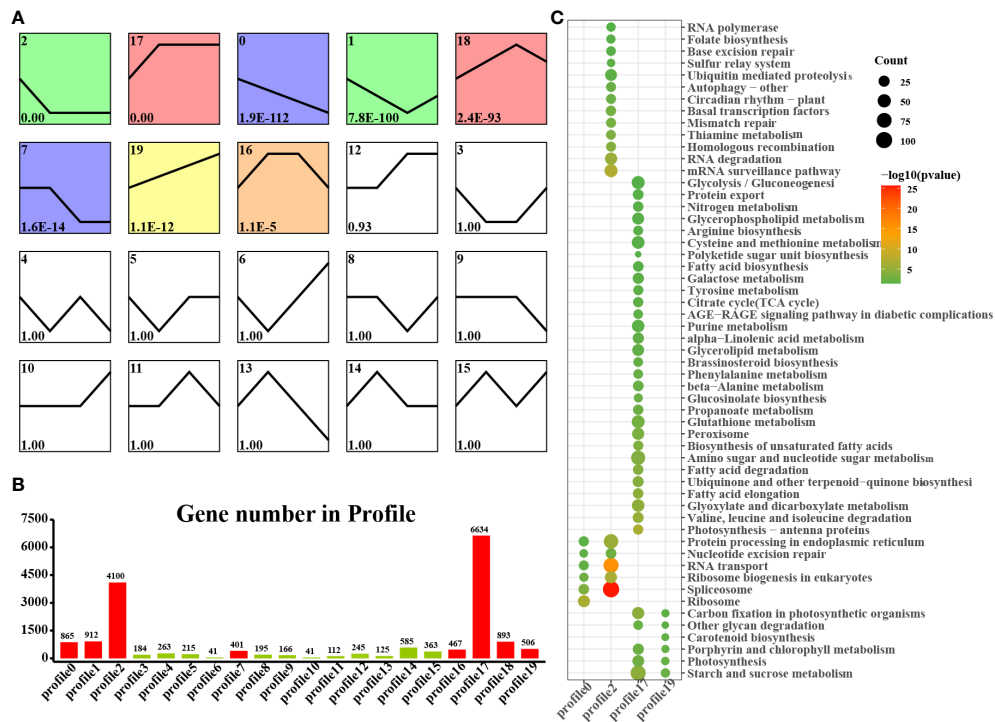 A
2
0.00
17
0.00
0
1.9E-112
1
7.8E-100
18
2.4E-93
7
1.6E-14
19
1.1E-12
16
1.1E-5
12
0.93
3
1.00
4
1.00
5
1.00
6
1.00
8
1.00
9
1.00
10
1.00
11
1.00
13
1.00
14
1.00
15
1.00
B
Gene number in Profile
7500
6000
4500
3000
1500
0
865
912
4100
184
263
215
41
401
195
166
41
112
245
125
585
363
467
6634
893
506
profile0
profile1
profile2
profile3
profile4
profile5
profile6
profile7
profile8
profile9
profile10
profile11
profile12
profile13
profile14
profile15
profile16
profile17
profile18
profile19
C
RNA polymerase
Folate biosynthesis
Base excision repair
Sulfur relay system
Ubiquitin mediated proteolysis
Autophagy − other
Circadian rhythm − plant
Basal transcription factors
Mismatch repair
Thiamine metabolism
Homologous recombination
RNA degradation
mRNA surveillance pathway
Glycolysis / Gluconeogenesi
Protein export
Nitrogen metabolism
Glycerophospholipid metabolism
Arginine biosynthesis
Cysteine and methionine metabolism
Polyketide sugar unit biosynthesis
Fatty acid biosynthesis
Galactose metabolism
Tyrosine metabolism
Citrate cycle(TCA cycle)
AGE−RAGE signaling pathway in diabetic complications
Purine metabolism
alpha−Linolenic acid metabolism
Glycerolipid metabolism
Brassinosteroid biosynthesis
Phenylalanine metabolism
beta−Alanine metabolism
Glucosinolate biosynthesis
Propanoate metabolism
Glutathione metabolism
Peroxisome
Biosynthesis of unsaturated fatty acids
Amino sugar and nucleotide sugar metabolism
Fatty acid degradation
Ubiquinone and other terpenoid−quinone biosynthesi
Fatty acid elongation
Glyoxylate and dicarboxylate metabolism
Valine, leucine and isoleucine degradation
Photosynthesis − antenna proteins
Protein processing in endoplasmic reticulum
Nucleotide excision repair
RNA transport
Ribosome biogenesis in eukaryotes
Spliceosome
Ribosome
Carbon fixation in photosynthetic organisms
Other glycan degradation
Carotenoid biosynthesis
Porphyrin and chlorophyll metabolism
Photosynthesis
Starch and sucrose metabolism
profile0
profile2
profile17
profile19
Count
25
50
75
100
−log10(pvalue)
25
20
15
10
5